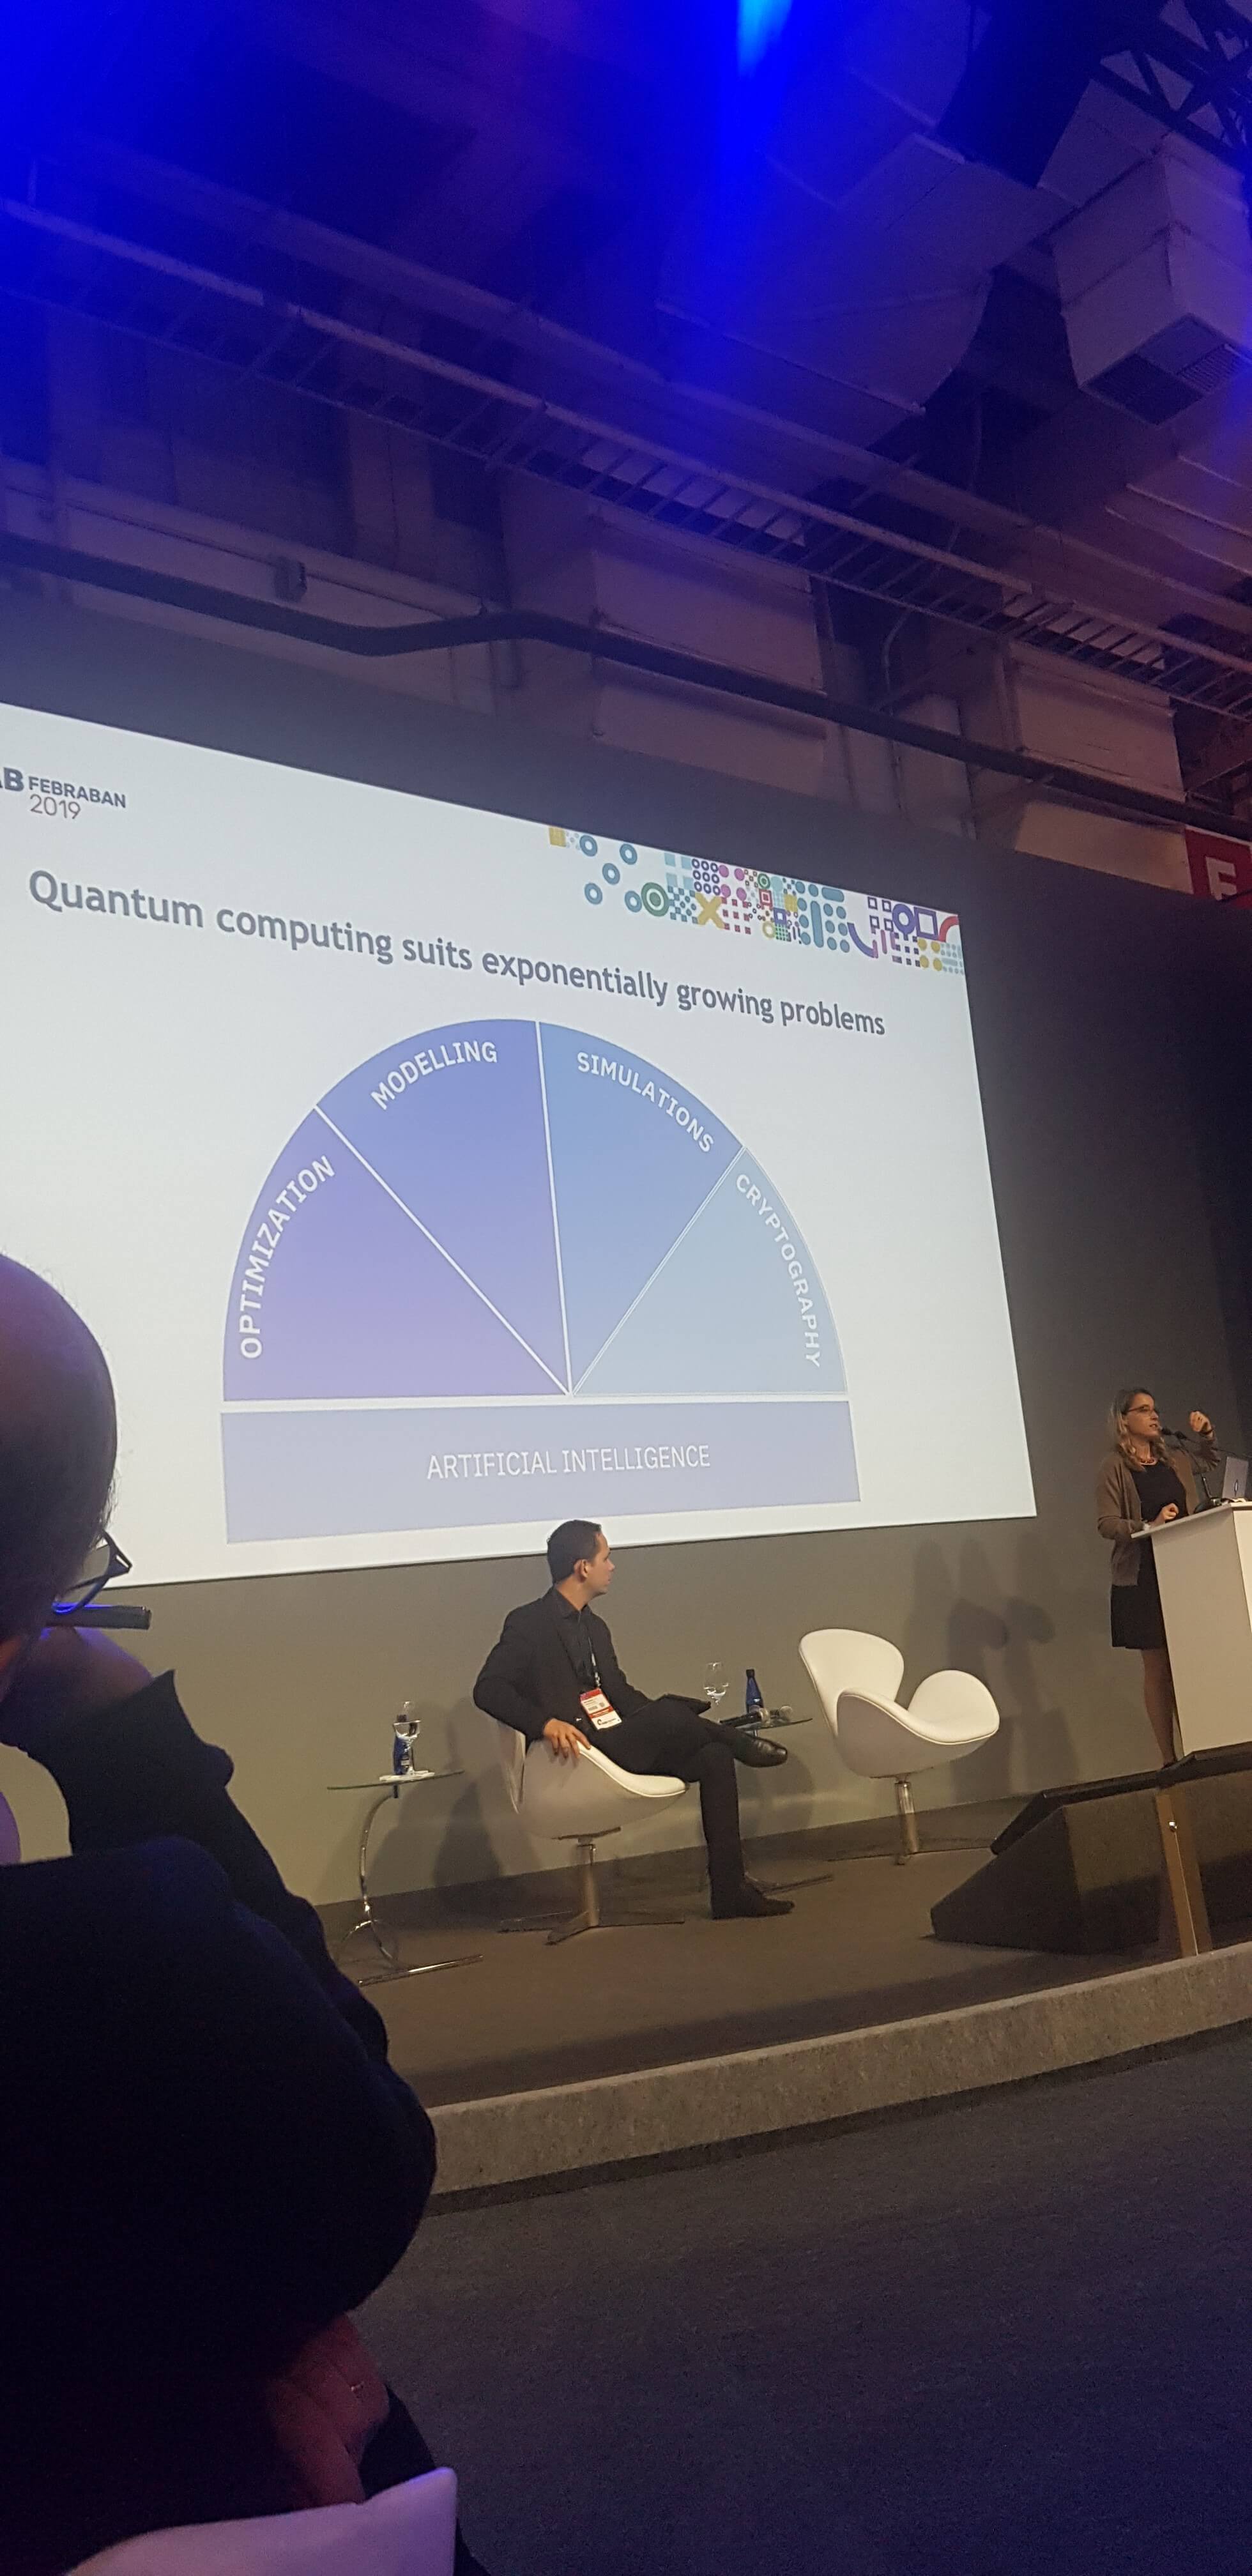 AB FEBRABAN
2019
Quantum computing suits exponentially growing problems
OPTIMIZATION
MODELLING
SIMULATIONS
CRYPTOGRAPHY
ARTIFICIAL INTELLIGENCE